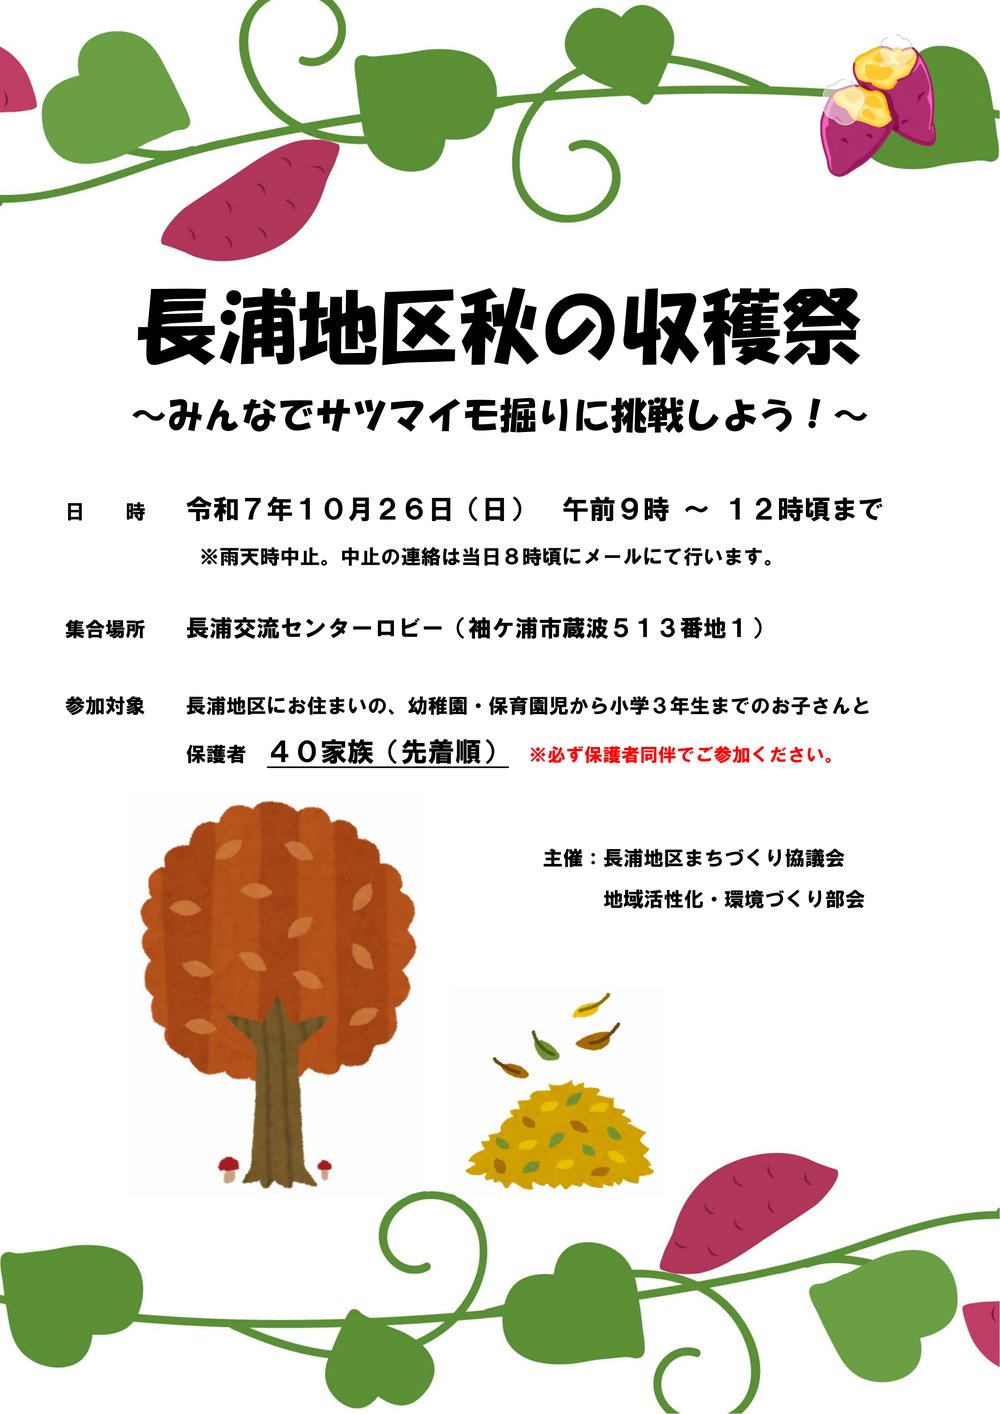 長浦地区秋の収穫祭
～みんなでサツマイモ掘りに挑戦しよう！～
日　　時　　令和７年１０月２６日（日）　午前９時 ～ １２時頃まで
※雨天時中止。中止の連絡は当日８時頃にメールにて行います。
集合場所　　長浦交流センターロビー（袖ケ浦市蔵波５１３番地１）
参加対象　　長浦地区にお住まいの、幼稚園・保育園児から小学３年生までのお子さんと
保護者　４０家族（先着順）　※必ず保護者同伴でご参加ください。
主催：長浦地区まちづくり協議会
地域活性化・環境づくり部会